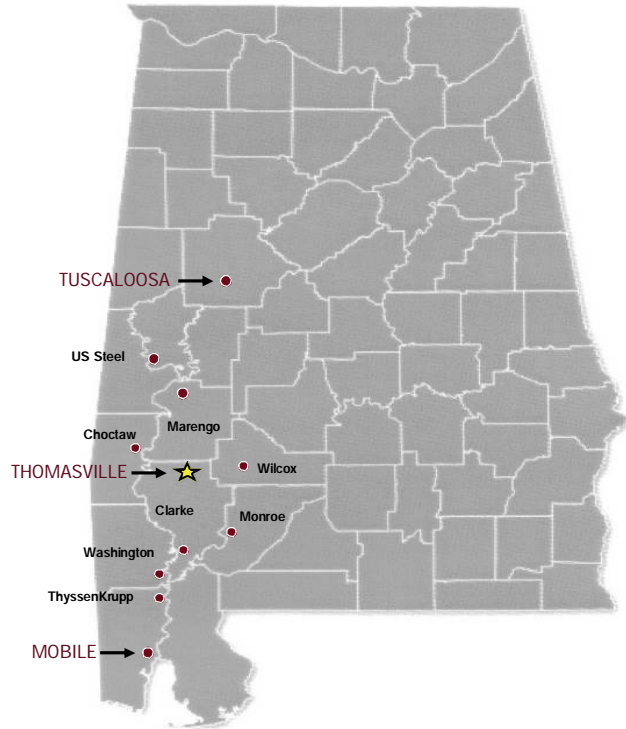 TUSCALOOSA
US Steel
Marengo
Choctaw
THOMASVILLE
Wilcox
Clarke
Monroe
Washington
ThyssenKrupp
MOBILE